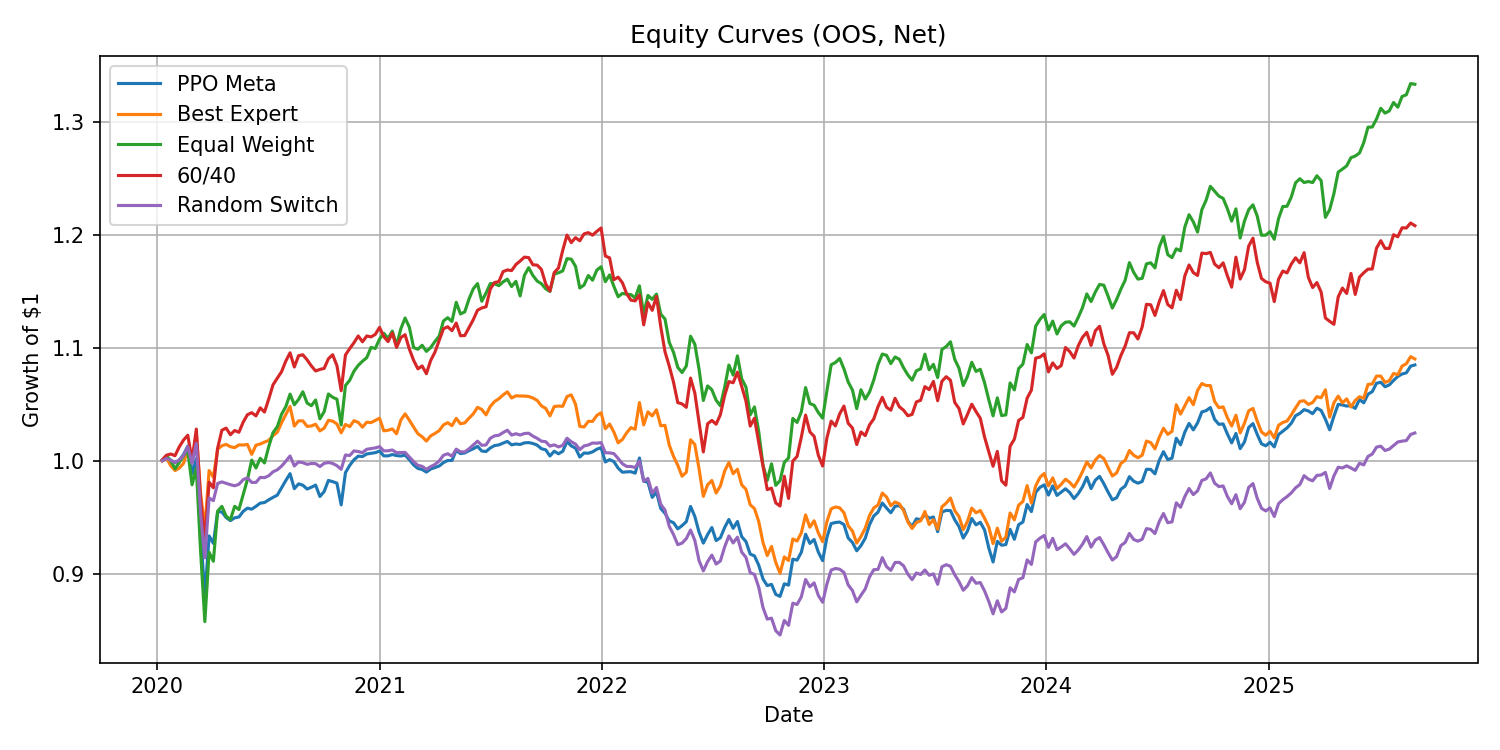 Equity Curves (OOS, Net)
PPO Meta
Best Expert
Equal Weight
60/40
Random Switch
Growth of $1
1.3
1.2
1.1
1.0
0.9
2020
2021
2022
2023
2024
2025
Date